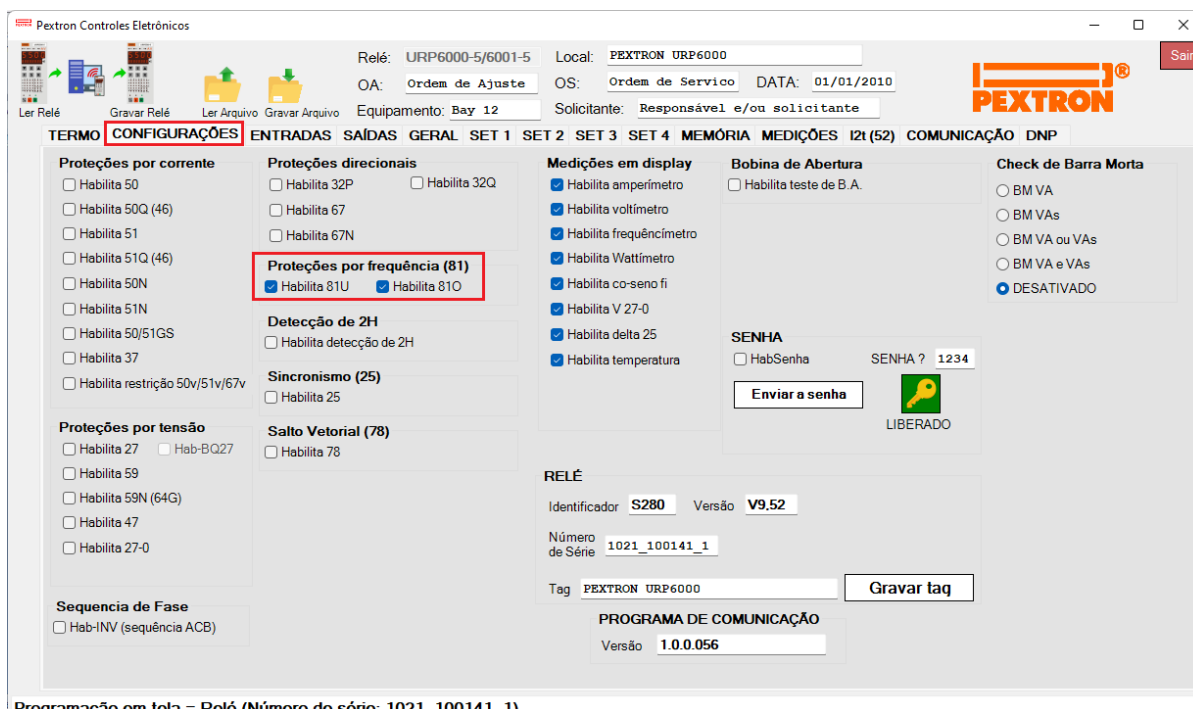 Pextron Controles Eletrônicos
Relé: URP6000-5/6001-5 Local: PEXTRON URP6000 Sair
OA: Ordem de Ajuste OS: Ordem de Servico DATA: 01/01/2010
Ler Relé Gravar Relé Ler Arquivo Gravar Arquivo Equipamento: Bay 12 Solicitante: Responsável e/ou solicitante
PEXTRON ®
TERMO CONFIGURAÇÕES ENTRADAS SAÍDAS GERAL SET 1 SET 2 SET 3 SET 4 MEMÓRIA MEDIÇÕES I2t (52) COMUNICAÇÃO DNP
Proteções por corrente
Habilita 50
Habilita 50Q (46)
Habilita 51
Habilita 51Q (46)
Habilita 50N
Habilita 51N
Habilita 50/51GS
Habilita 37
Habilita restrição 50v/51v/67v
Proteções por tensão
Habilita 27 Hab-BQ27
Habilita 59
Habilita 59N (64G)
Habilita 47
Habilita 27-0
Sequencia de Fase
Hab-INV (sequência ACB)
Proteções direcionais
Habilita 32P Habilita 32Q
Habilita 67
Habilita 67N
Proteções por frequência (81)
Habilita 81U Habilita 81O
Detecção de 2H
Habilita detecção de 2H
Sincronismo (25)
Habilita 25
Salto Vetorial (78)
Habilita 78
Medições em display
Habilita amperímetro
Habilita voltímetro
Habilita frequêncímetro
Habilita Wattímetro
Habilita co-seno fi
Habilita V 27-0
Habilita delta 25
Habilita temperatura
Bobina de Abertura
Habilita teste de B.A.
SENHA
HabSenha SENHA ? 1234
Enviar a senha
LIBERADO
Check de Barra Morta
BM VA
BM VAs
BM VA ou VAs
BM VA e VAs
DESATIVADO
RELÉ
Identificador S280 Versão V9.52
Número
de Série 1021_100141_1
Tag PEXTRON URP6000 Gravar tag
PROGRAMA DE COMUNICAÇÃO
Versão 1.0.0.056
Programação em tela = Relé (Número de série: 1021_100141_1)